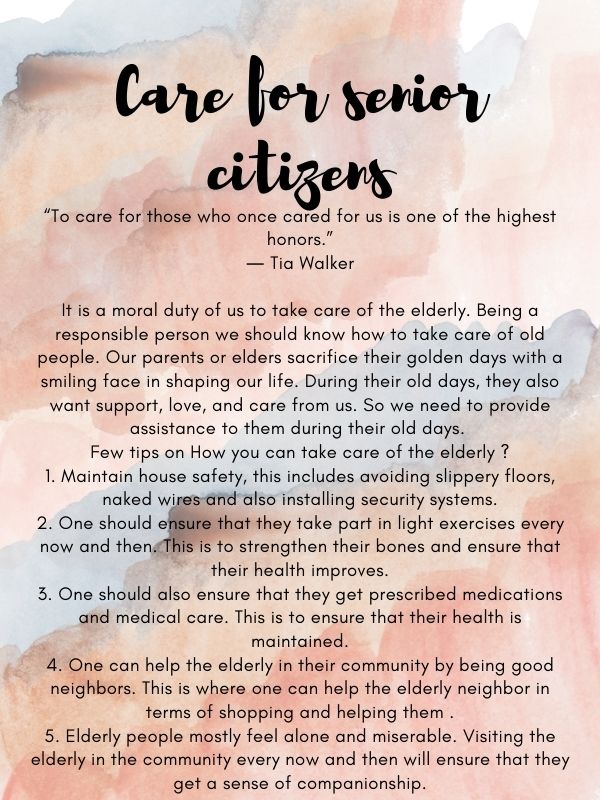 Care for senior
citizens
“To care for those who once cared for us is one of the highest
honors.”
— Tia Walker
It is a moral duty of us to take care of the elderly. Being a
responsible person we should know how to take care of old
people. Our parents or elders sacrifice their golden days with a
smiling face in shaping our life. During their old days, they also
want support, love, and care from us. So we need to provide
assistance to them during their old days.
Few tips on How you can take care of the elderly ?
1. Maintain house safety, this includes avoiding slippery floors,
naked wires and also installing security systems.
2. One should ensure that they take part in light exercises every
now and then. This is to strengthen their bones and ensure that
their health improves.
3. One should also ensure that they get prescribed medications
and medical care. This is to ensure that their health is
maintained.
4. One can help the elderly in their community by being good
neighbors. This is where one can help the elderly neighbor in
terms of shopping and helping them .
5. Elderly people mostly feel alone and miserable. Visiting the
elderly in the community every now and then will ensure that they
get a sense of companionship.